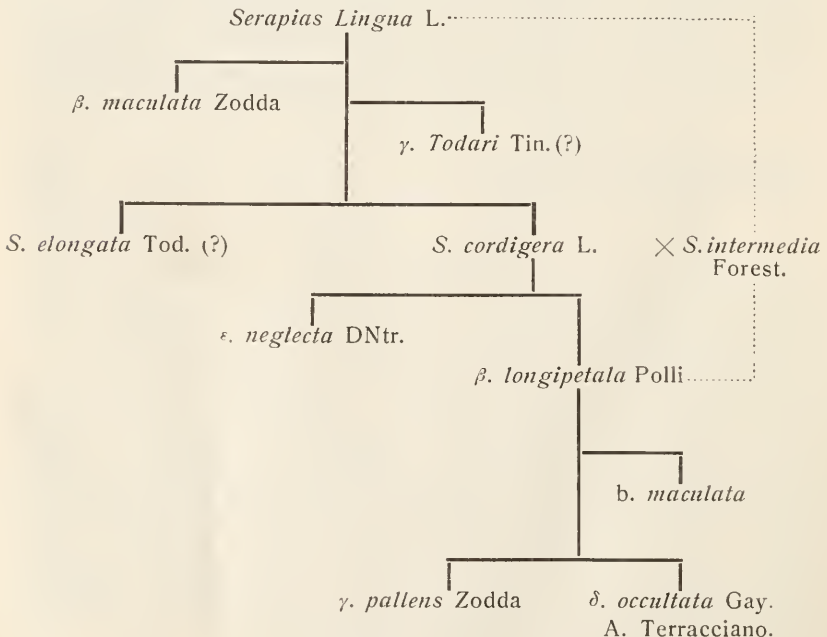 Serapias Lingua L.
β. maculata Zodda
γ. Todari Tin. (?)
S. elongata Tod. (?)
S. cordigera L.
× S. intermedia
Forest.
ε. neglecta DNtr.
β. longipetala Polli
b. maculata
γ. pallens Zodda
δ. occultata Gay.
A. Terracciano.